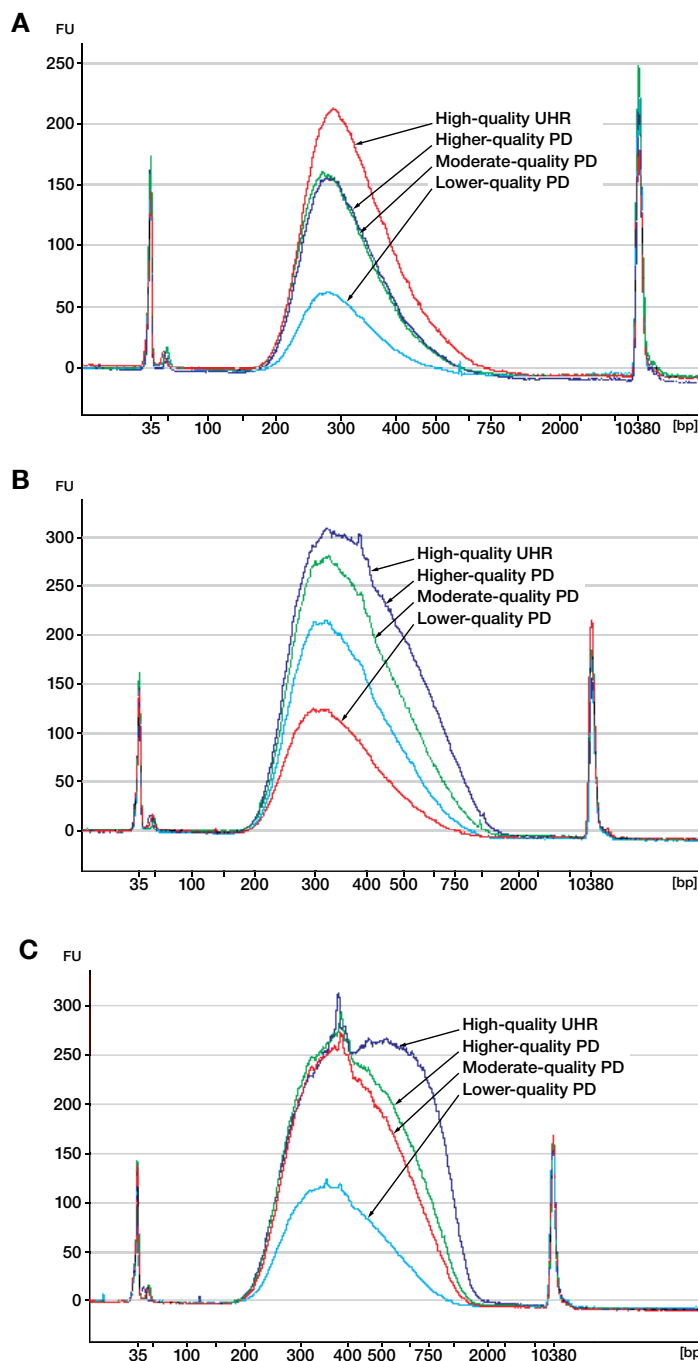 A
FU
250
200
150
100
50
0
High-quality UHR
Higher-quality PD
Moderate-quality PD
Lower-quality PD
35 100 200 300 400 500 750 2000 10380 [bp]
B
FU
300
250
200
150
100
50
0
High-quality UHR
Higher-quality PD
Moderate-quality PD
Lower-quality PD
35 100 200 300 400 500 750 2000 10380 [bp]
C
FU
300
250
200
150
100
50
0
High-quality UHR
Higher-quality PD
Moderate-quality PD
Lower-quality PD
35 100 200 300 400 500 750 2000 10380 [bp]